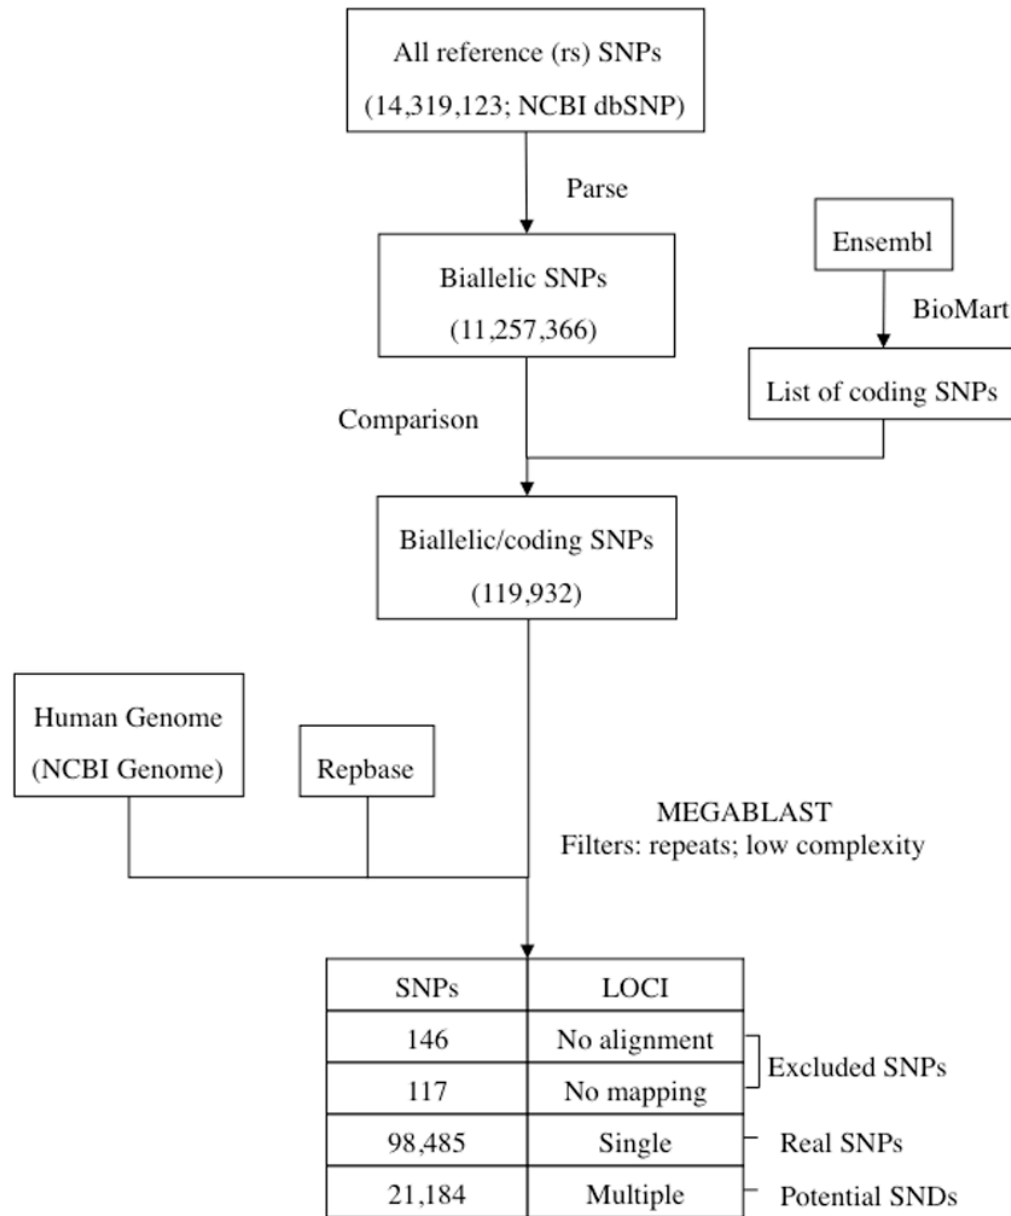 All reference (rs) SNPs
(14,319,123; NCBI dbSNP)
Parse
Ensembl
Biallelic SNPs
(11,257,366)
BioMart
List of coding SNPs
Comparison
Biallelic/coding SNPs
(119,932)
Human Genome
(NCBI Genome)
Repbase
MEGABLAST
Filters: repeats; low complexity
SNPs LOCI
146 No alignment
Excluded SNPs
117 No mapping
98,485 Single Real SNPs
21,184 Multiple Potential SNDs